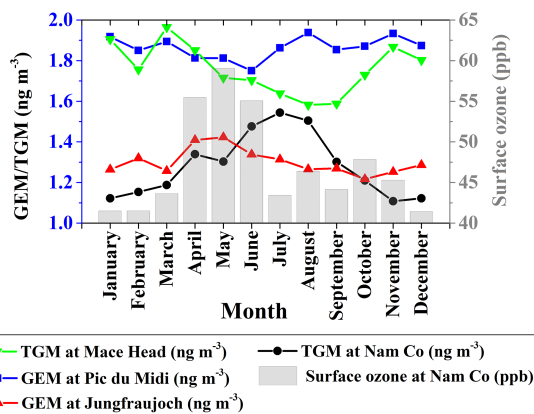 2.0
1.8
1.6
1.4
1.2
1.0
GEM/TGM (ng m-3)
65
60
55
50
45
40
Surface ozone (ppb)
January
February
March
April
May
June
July
August
September
October
November
December
Month
TGM at Mace Head (ng m-3)
TGM at Nam Co (ng m-3)
GEM at Pic du Midi (ng m-3)
Surface ozone at Nam Co (ppb)
GEM at Jungfraujoch (ng m-3)